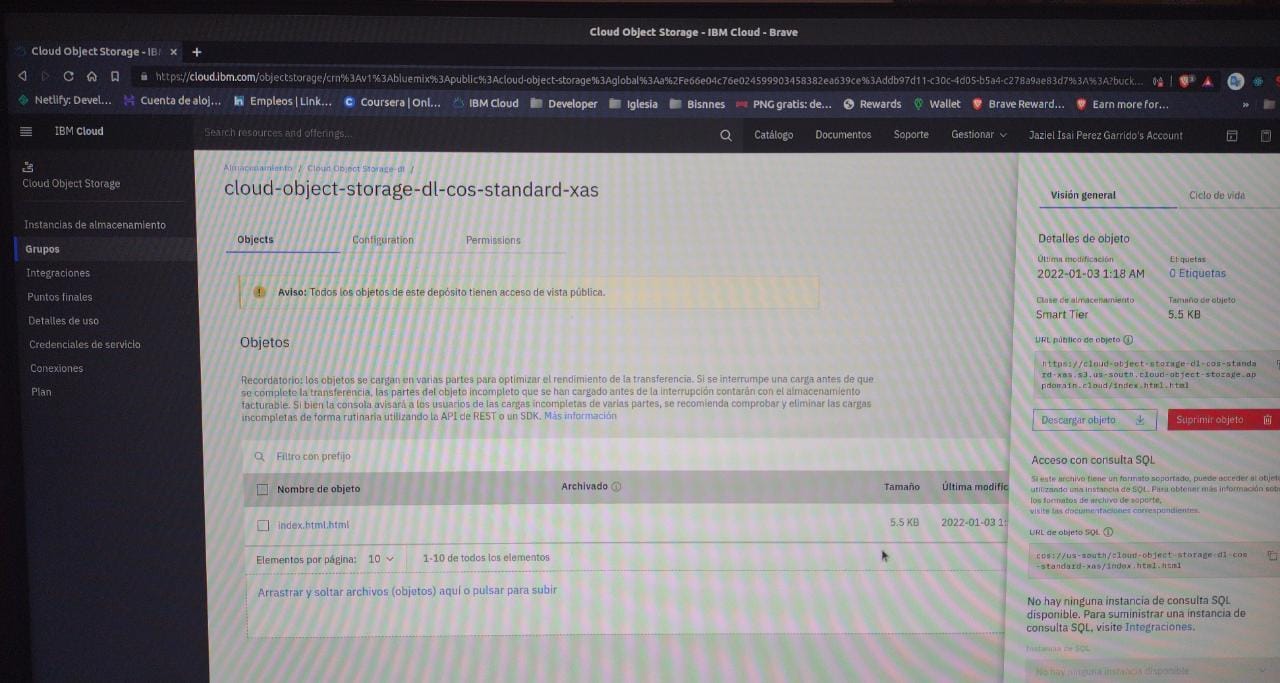 Cloud Object Storage - IBM Cloud - Brave
Cloud Object Storage - IB
https://cloud.ibm.com/objectstorage/crn%3Av1%3Abluemix%3Apublic%3Acloud-object-storage%3Aglobal%3Aa%2Fe66e04c76e024599903458382ea639ce%3Addb97d11-c30c-4d05-b5a4-c278a9ae83d7%3A%3A?buck...
Netlify: Devel... Cuenta de aloj... Empleos | Link... Coursera | Onl... IBM Cloud Developer Iglesia Bisnnes PNG gratis: de... Rewards Wallet Brave Reward... Earn more for... »
IBM Cloud Search resources and offerings... Catálogo Documentos Soporte Gestionar Jaziel Isai Perez Garrido's Account
Cloud Object Storage
Instancias de almacenamiento
Grupos
Integraciones
Puntos finales
Detalles de uso
Credenciales de servicio
Conexiones
Plan
Almacenamiento / Cloud Object Storage-dl /
cloud-object-storage-dl-cos-standard-xas
Objects Configuration Permissions
Aviso: Todos los objetos de este depósito tienen acceso de vista pública.
Objetos
Recordatorio: los objetos se cargan en varias partes para optimizar el rendimiento de la transferencia. Si se interrumpe una carga antes de que
se complete la transferencia, las partes del objeto incompleto que se han cargado antes de la interrupción contarán con el almacenamiento
facturable. Si bien la consola avisará a los usuarios de las cargas incompletas de varias partes, se recomienda comprobar y eliminar las cargas
incompletas de forma rutinaria utilizando la API de REST o un SDK. Más información
Filtro con prefijo
Nombre de objeto Archivado Tamaño Última modific
index.html.html 5.5 KB 2022-01-03 1:
Elementos por página: 10 1-10 de todos los elementos
Arrastrar y soltar archivos (objetos) aquí o pulsar para subir
Visión general Ciclo de vida
Detalles de objeto
Última modificación Etiquetas
2022-01-03 1:18 AM 0 Etiquetas
Clase de almacenamiento Tamaño de objeto
Smart Tier 5.5 KB
URL público de objeto
https://cloud-object-storage-dl-cos-standa
rd-xas.s3.us-south.cloud-object-storage.ap
pdomain.cloud/index.html.html
Descargar objeto Suprimir objeto
Acceso con consulta SQL
Si este archivo tiene un formato soportado, puede acceder al objeto
utilizando una instancia de SQL. Para obtener más información sob
los formatos de archivo de soporte,
visite las documentaciones correspondientes.
URL de objeto SQL
cos://us-south/cloud-object-storage-dl-cos
-standard-xas/index.html.html
No hay ninguna instancia de consulta SQL
disponible. Para suministrar una instancia de
consulta SQL, visite Integraciones.
Instancia de SQL
No hay ninguna instancia disponible